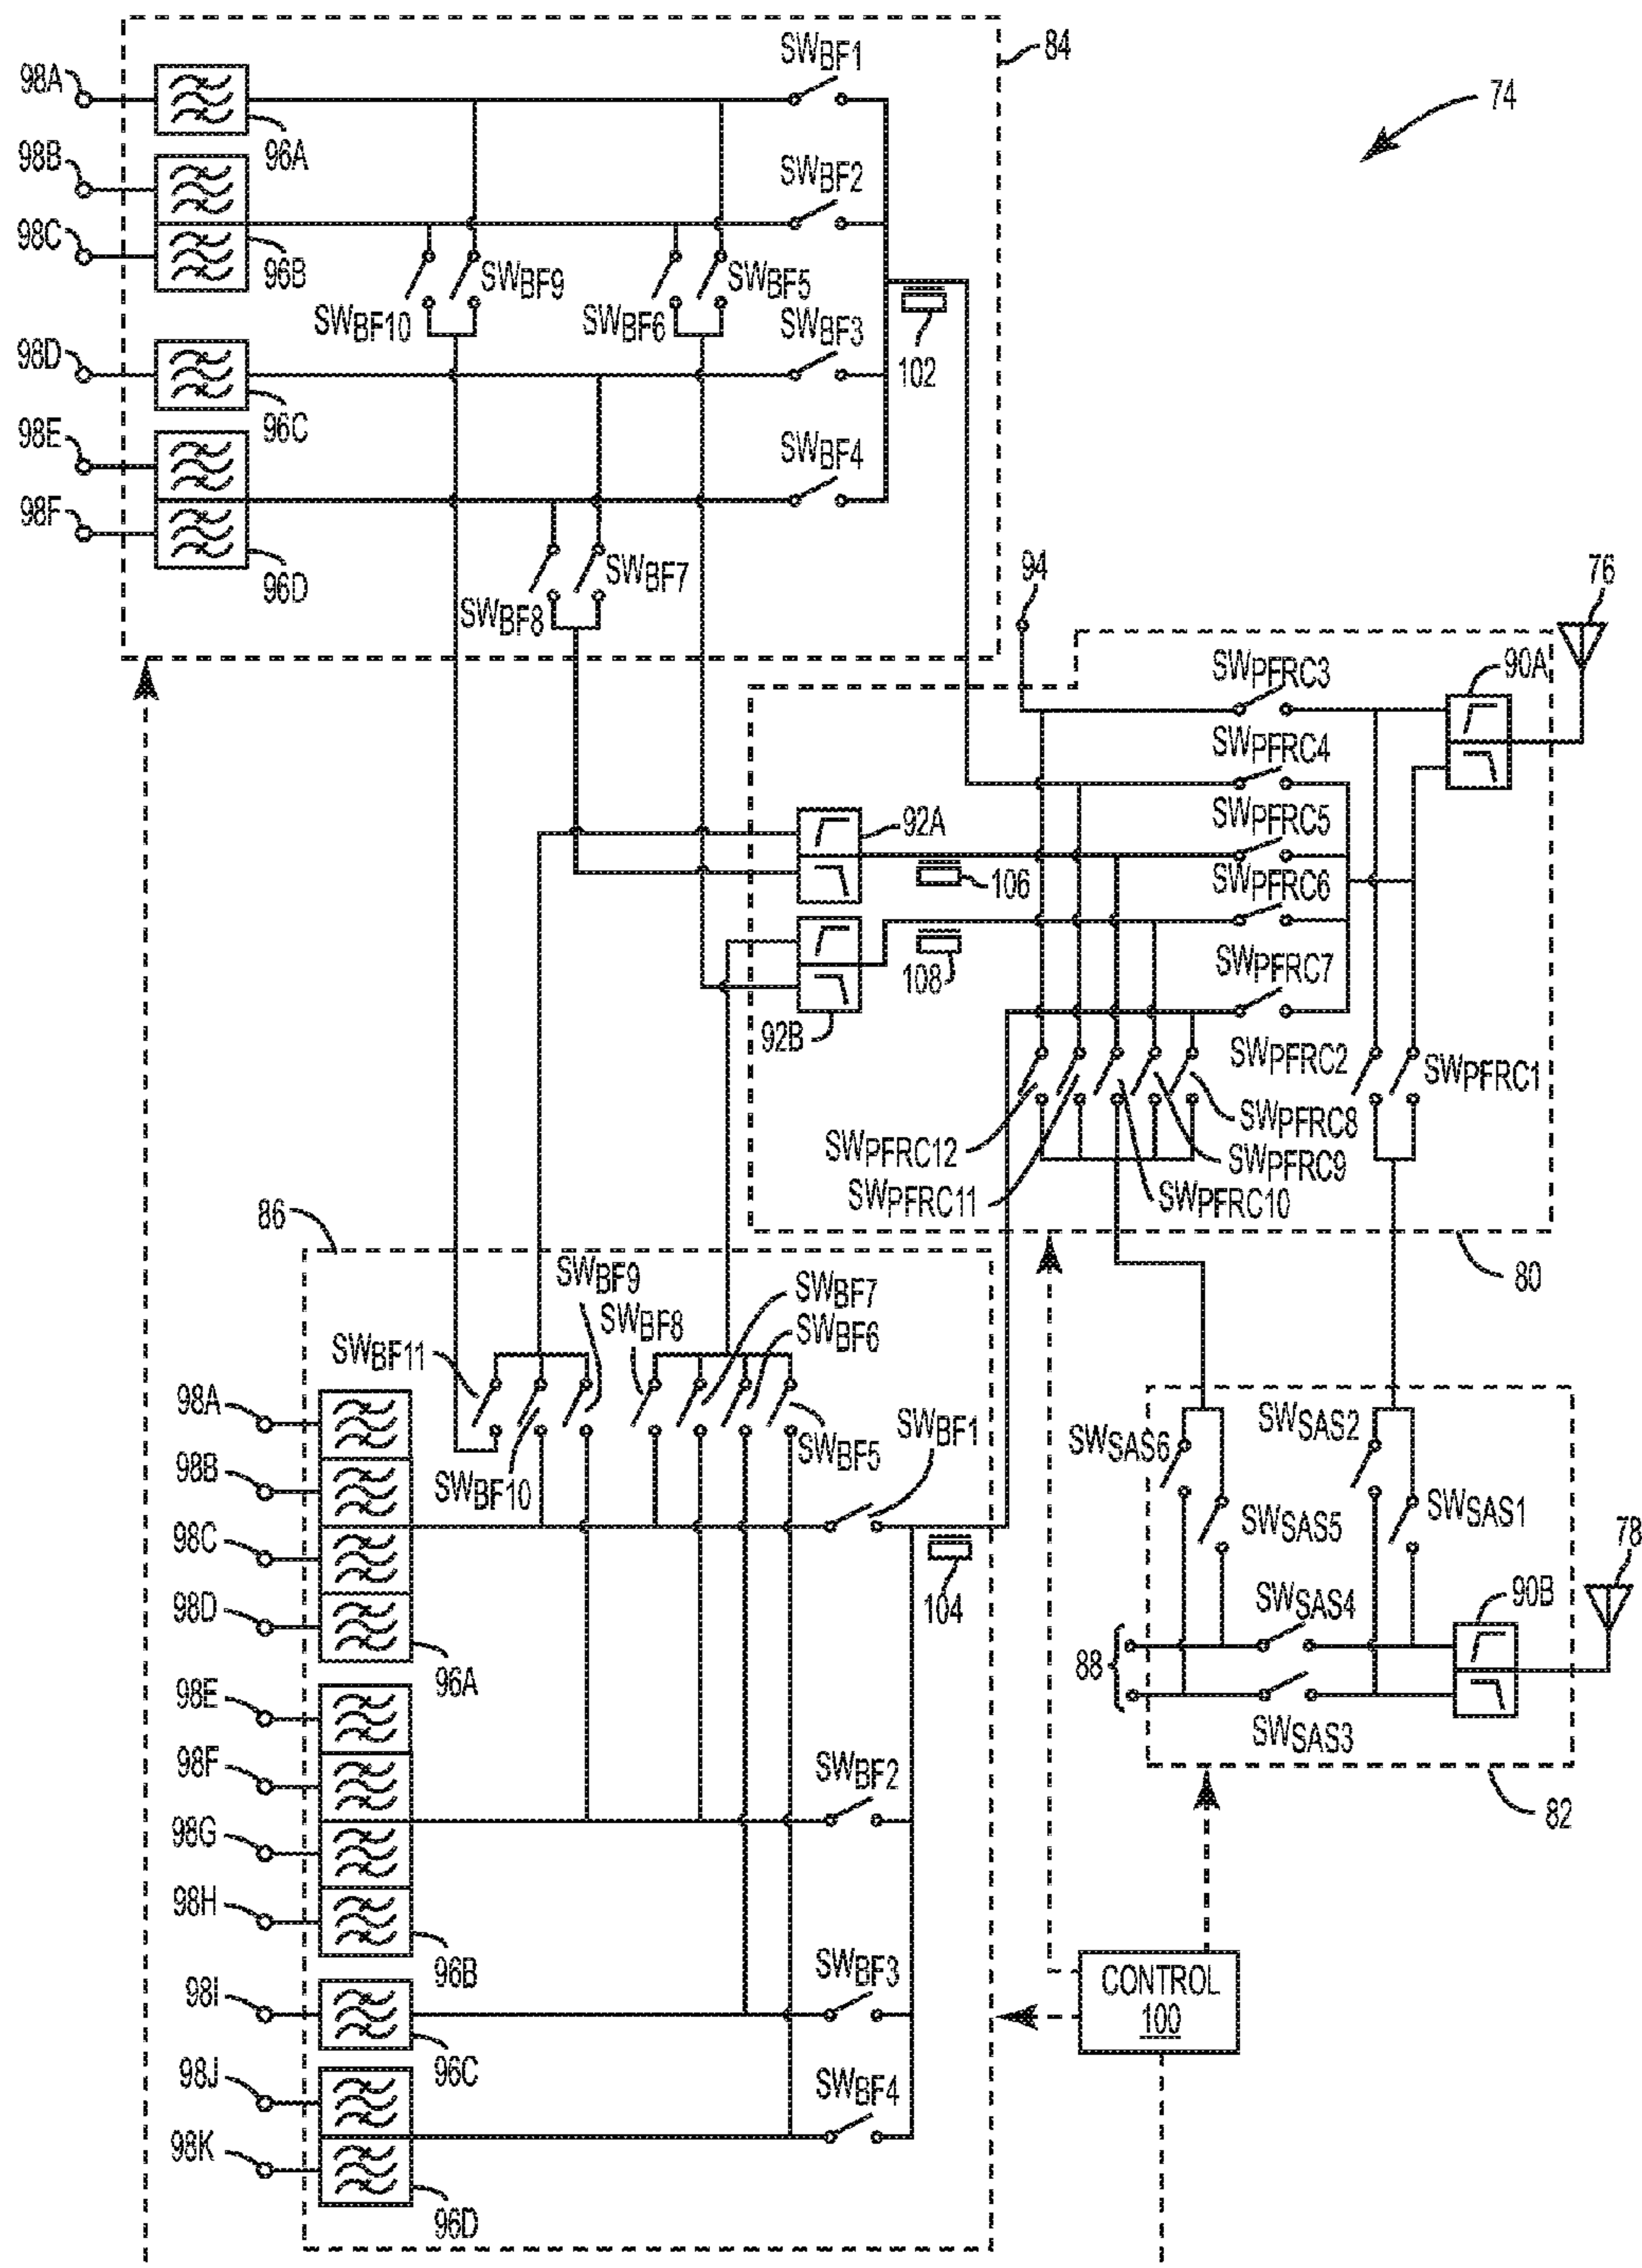 84
74
98A
SWBF1
96A
98B
SWBF2
98C
96B
SWBF9
SWBF5
SWBF10
SWBF6
SWBF3
98D
102
96C
98E
SWBF4
98F
96D
SWBF7
SWBF8
94
76
90A
SWPFRC3
SWPFRC4
92A
SWPFRC5
106
SWPFRC6
108
SWPFRC7
92B
SWPFRC2
SWPFRC1
SWPFRC8
SWPFRC12
SWPFRC9
SWPFRC11
SWPFRC10
86
80
SWBF9
SWBF7
SWBF8
SWBF6
SWBF11
98A
SWBF1
SWBF5
SWBF10
98B
SWSAS2
SWSAS6
SWSAS5
SWSAS1
78
98C
98D
104
SWSAS4
90B
88
96A
98E
SWSAS3
98F
SWBF2
82
98G
98H
96B
SWBF3
98I
CONTROL
100
96C
98J
SWBF4
98K
96D